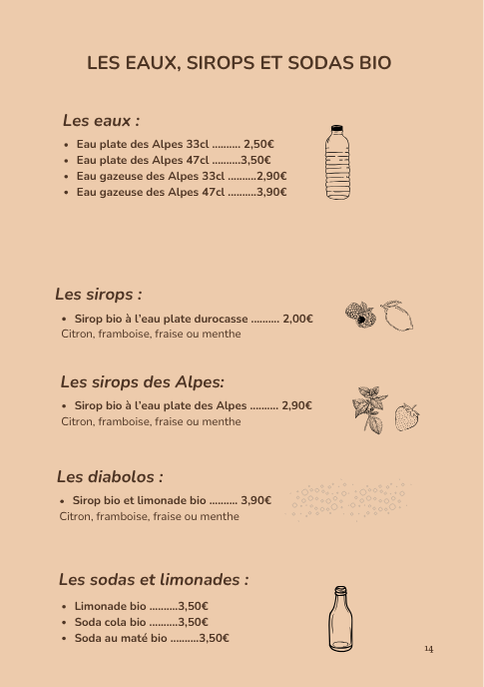 LES EAUX, SIROPS ET SODAS BIO
Les eaux :
• Eau plate des Alpes 33cl .......... 2,50€
• Eau plate des Alpes 47cl ..........3,50€
• Eau gazeuse des Alpes 33cl ..........2,90€
• Eau gazeuse des Alpes 47cl ..........3,90€
Les sirops :
• Sirop bio à l'eau plate durocasse .......... 2,00€
Citron, framboise, fraise ou menthe
Les sirops des Alpes:
• Sirop bio à l'eau plate des Alpes .......... 2,90€
Citron, framboise, fraise ou menthe
Les diabolos :
• Sirop bio et limonade bio .......... 3,90€
Citron, framboise, fraise ou menthe
Les sodas et limonades :
• Limonade bio ..........3,50€
• Soda cola bio ..........3,50€
• Soda au maté bio ..........3,50€
14